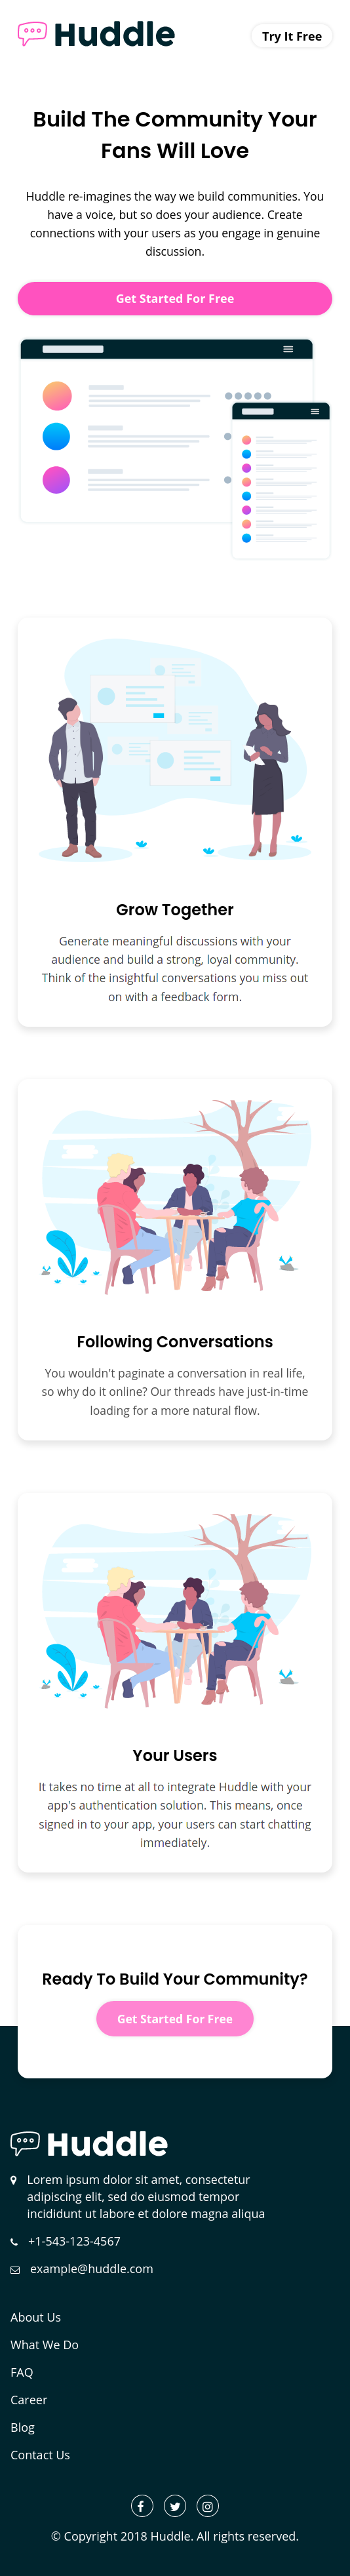 Huddle
Try It Free
Build The Community Your
Fans Will Love
Huddle re-imagines the way we build communities. You
have a voice, but so does your audience. Create
connections with your users as you engage in genuine
discussion.
Get Started For Free
Grow Together
Generate meaningful discussions with your
audience and build a strong, loyal community.
Think of the insightful conversations you miss out
on with a feedback form.
Following Conversations
You wouldn't paginate a conversation in real life,
so why do it online? Our threads have just-in-time
loading for a more natural flow.
Your Users
It takes no time at all to integrate Huddle with your
app's authentication solution. This means, once
signed in to your app, your users can start chatting
immediately.
Ready To Build Your Community?
Get Started For Free
Huddle
Lorem ipsum dolor sit amet, consectetur
adipiscing elit, sed do eiusmod tempor
incididunt ut labore et dolore magna aliqua
+1-543-123-4567
example@huddle.com
About Us
What We Do
FAQ
Career
Blog
Contact Us
© Copyright 2018 Huddle. All rights reserved.